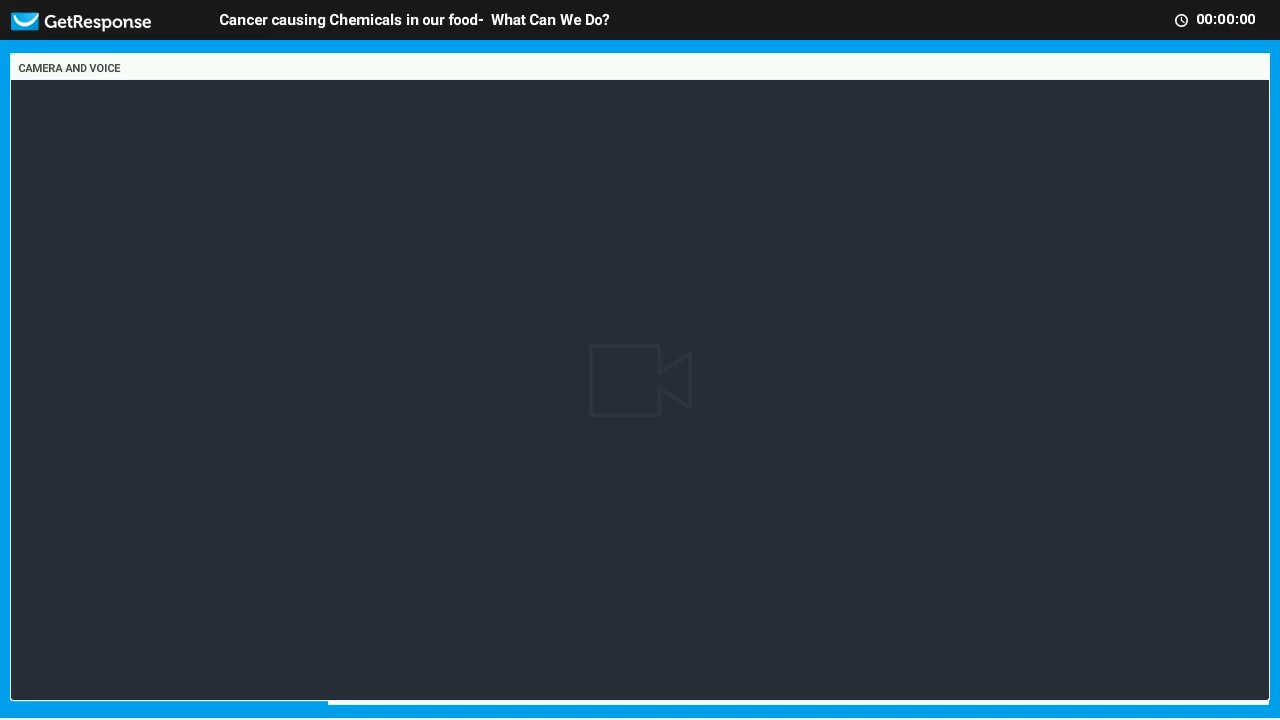 GetResponse
Cancer causing Chemicals in our food-  What Can We Do?
00:00:00
CAMERA AND VOICE